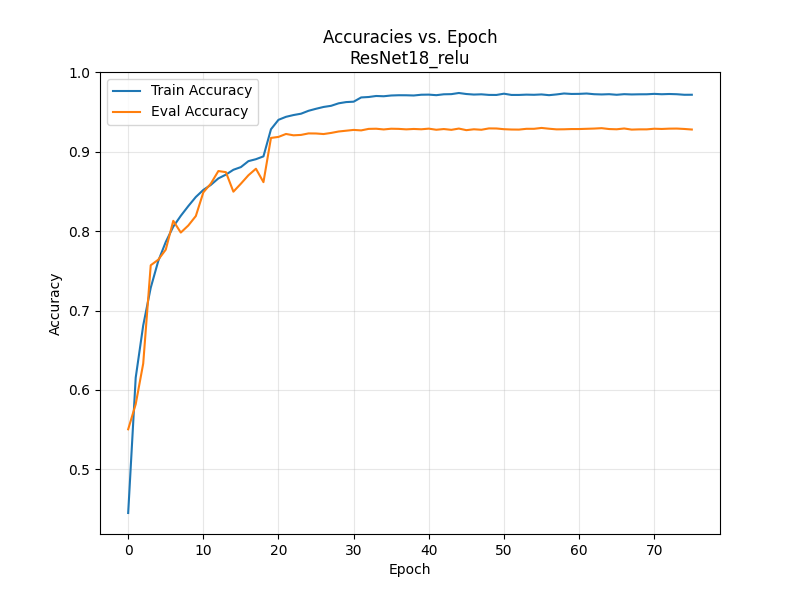 Accuracies vs. Epoch
ResNet18_relu
Train Accuracy
Eval Accuracy
1.0
0.9
0.8
0.7
0.6
0.5
Accuracy
0 10 20 30 40 50 60 70
Epoch